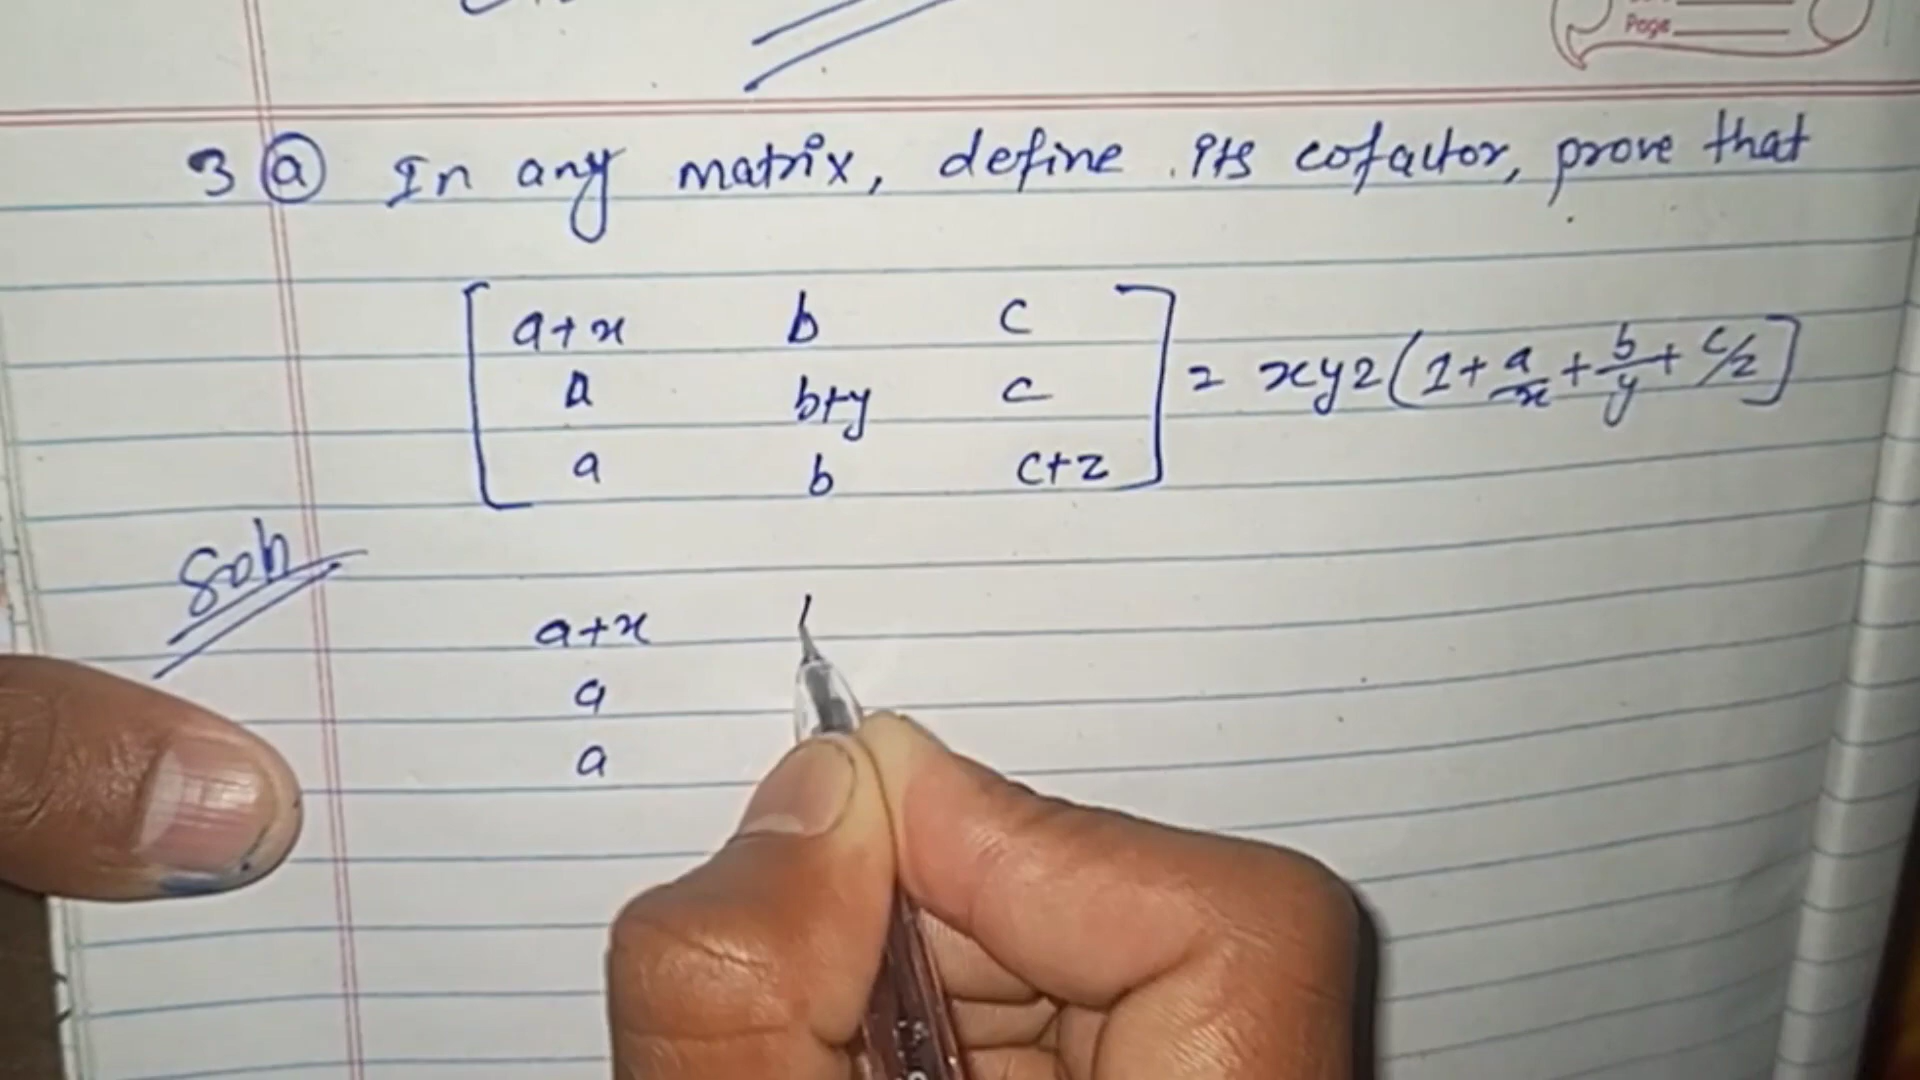 Page
3 (a) In any matrix, define its cofactor, prove that
[ a+x b c
a b+y c
a b c+z ] = xyz(1+a/x+b/y+c/z]
Soln
a+x
a
a